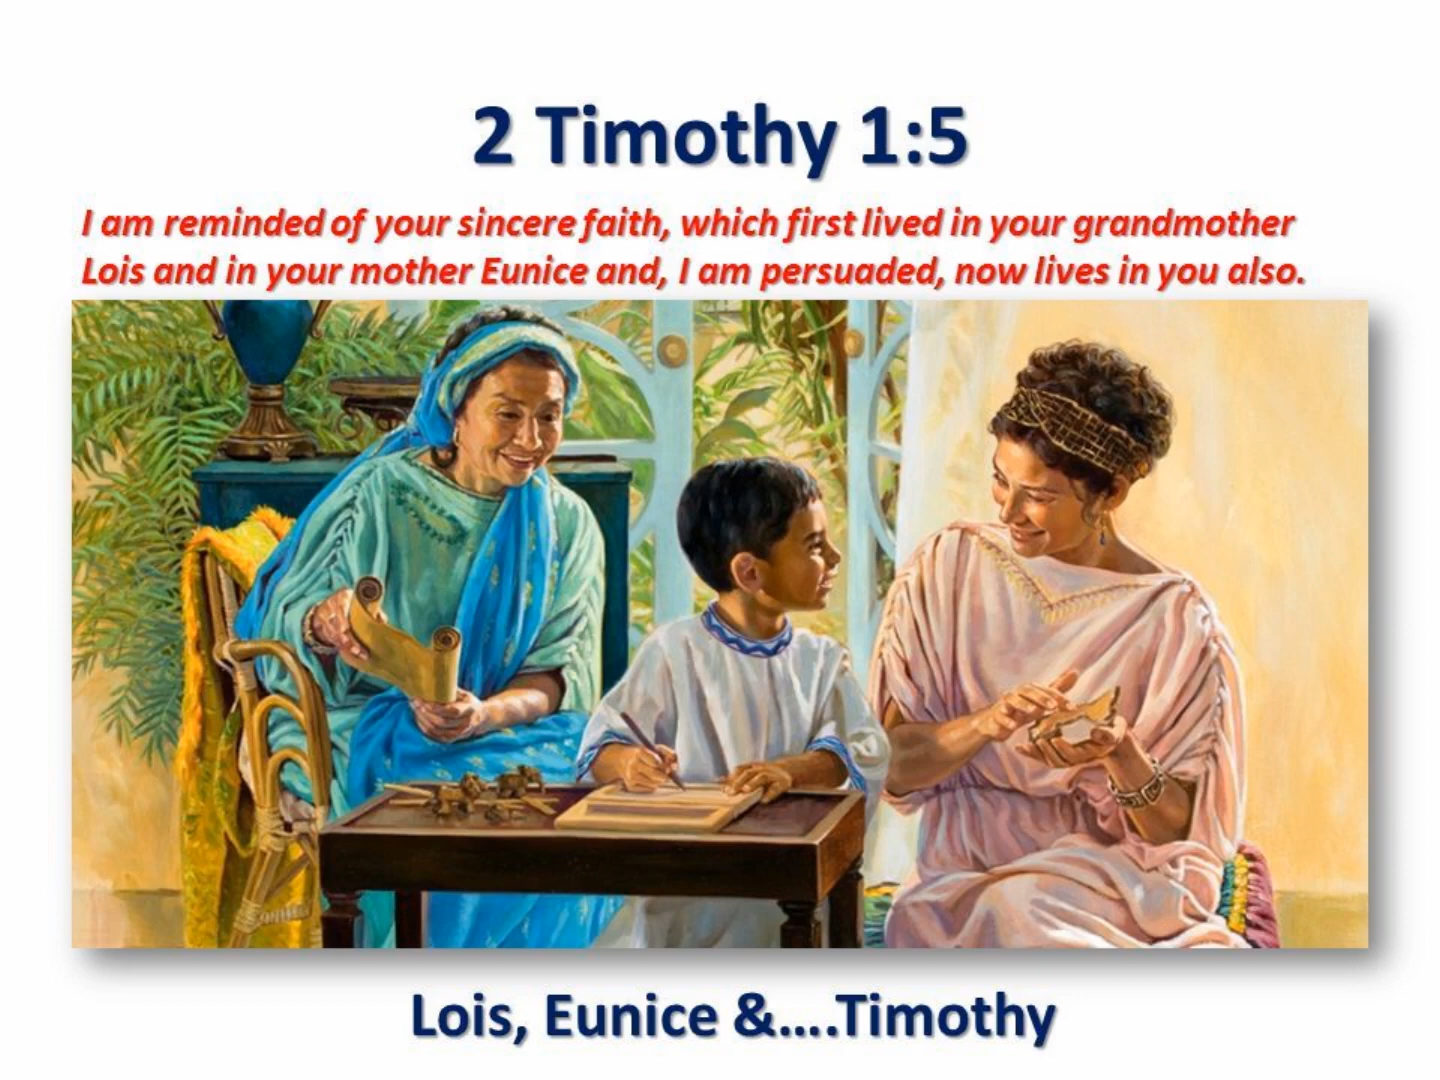 2 Timothy 1:5
I am reminded of your sincere faith, which first lived in your grandmother
Lois and in your mother Eunice and, I am persuaded, now lives in you also.
Lois, Eunice &....Timothy